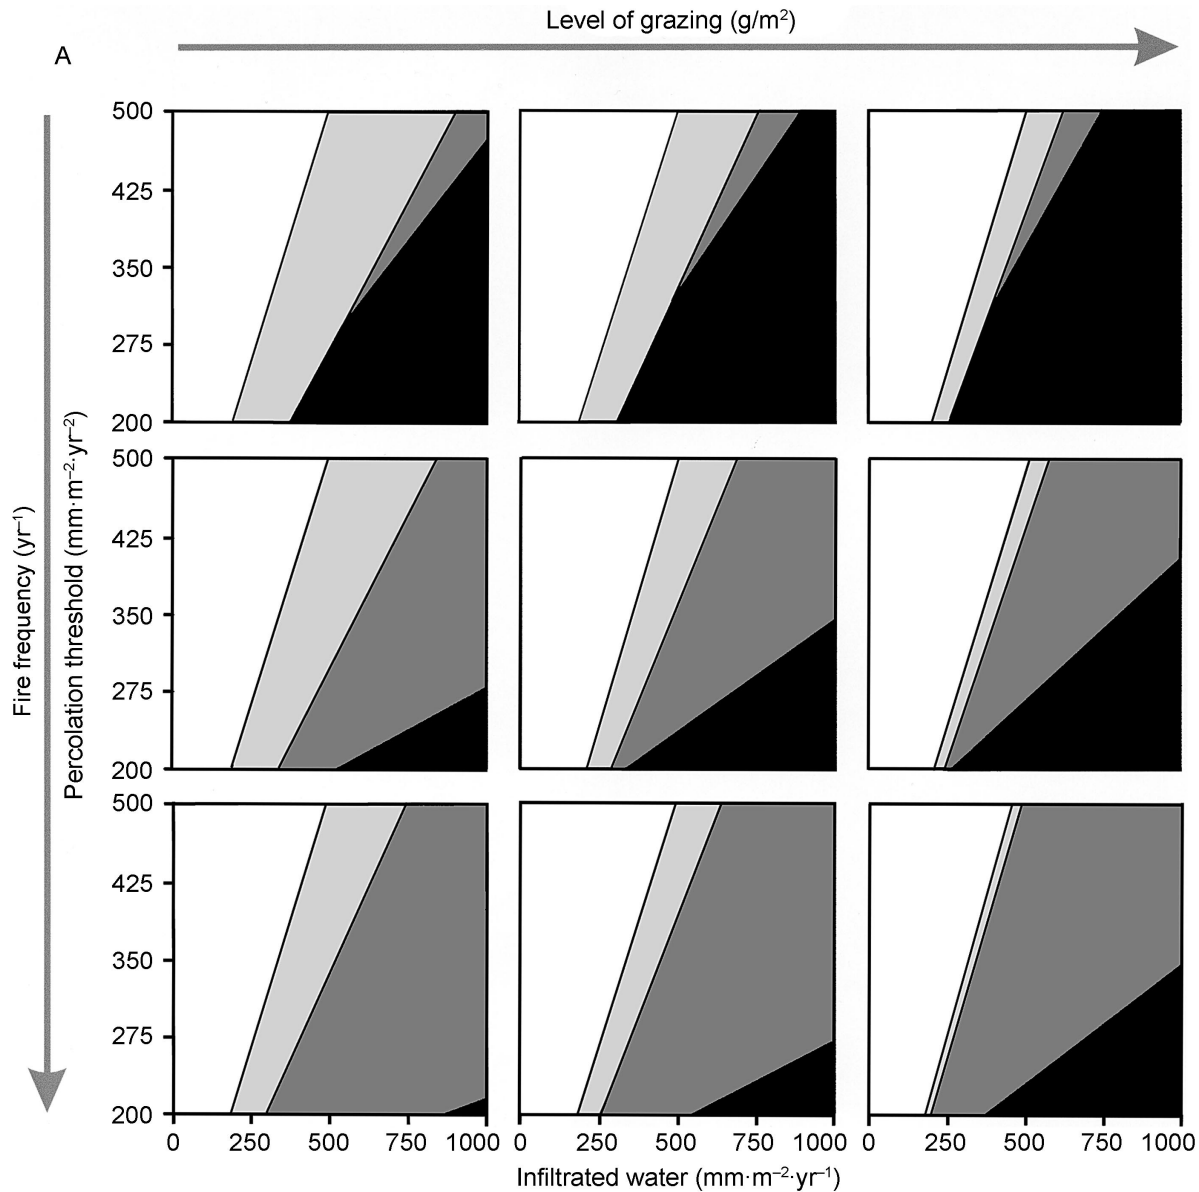 Level of grazing (g/m²)
A
500
425
350
275
200
500
425
350
275
200
500
425
350
275
200
Fire frequency (yr⁻¹)
Percolation threshold (mm·m⁻²·yr⁻²)
0 250 500 750 1000 0 250 500 750 1000 0 250 500 750 1000
Infiltrated water (mm·m⁻²·yr⁻¹)